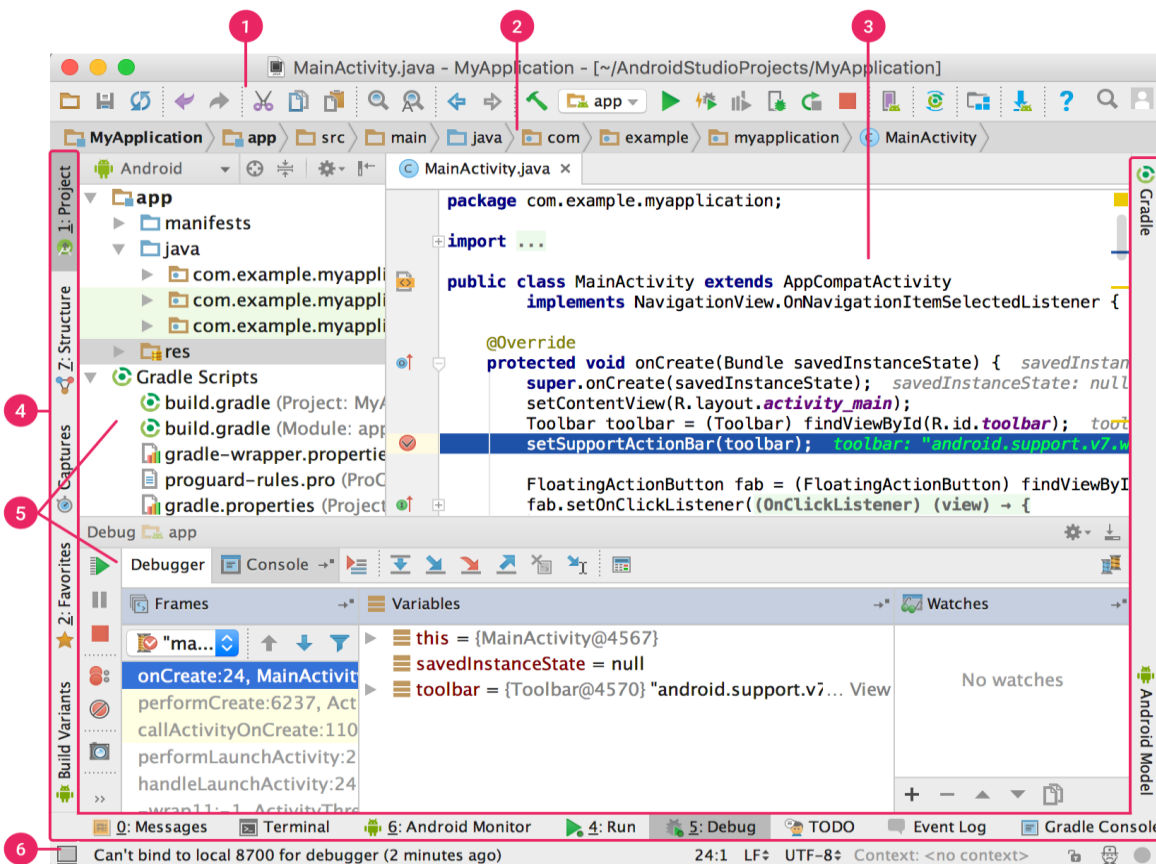 1 2 3
MainActivity.java - MyApplication - [~/AndroidStudioProjects/MyApplication]
app
MyApplication app src main java com example myapplication MainActivity
Android
MainActivity.java
1: Project
Z: Structure
Captures
2: Favorites
Build Variants
4
5
6
app
manifests
java
com.example.myappli
com.example.myappli
com.example.myappli
res
Gradle Scripts
build.gradle (Project: MyA
build.gradle (Module: app
gradle-wrapper.propertie
proguard-rules.pro (ProC
gradle.properties (Project
package com.example.myapplication;
import ...
public class MainActivity extends AppCompatActivity
implements NavigationView.OnNavigationItemSelectedListener {
@Override
protected void onCreate(Bundle savedInstanceState) { savedInstan
super.onCreate(savedInstanceState); savedInstanceState: null
setContentView(R.layout.activity_main);
Toolbar toolbar = (Toolbar) findViewById(R.id.toolbar); toot
setSupportActionBar(toolbar); toolbar: "android.support.v7.w
FloatingActionButton fab = (FloatingActionButton) findViewByI
fab.setOnClickListener((OnClickListener) (view) → {
Gradle
Android Model
Debug app
Debugger Console
Frames Variables Watches
"ma...
onCreate:24, MainActivit
performCreate:6237, Act
callActivityOnCreate:110
performLaunchActivity:2
handleLaunchActivity:24
-wrap11:-1, ActivityThre
this = {MainActivity@4567}
savedInstanceState = null
toolbar = {Toolbar@4570} "android.support.v7... View
No watches
0: Messages Terminal 6: Android Monitor 4: Run 5: Debug TODO Event Log Gradle Console
Can't bind to local 8700 for debugger (2 minutes ago) 24:1 LF UTF-8 Context: <no context>